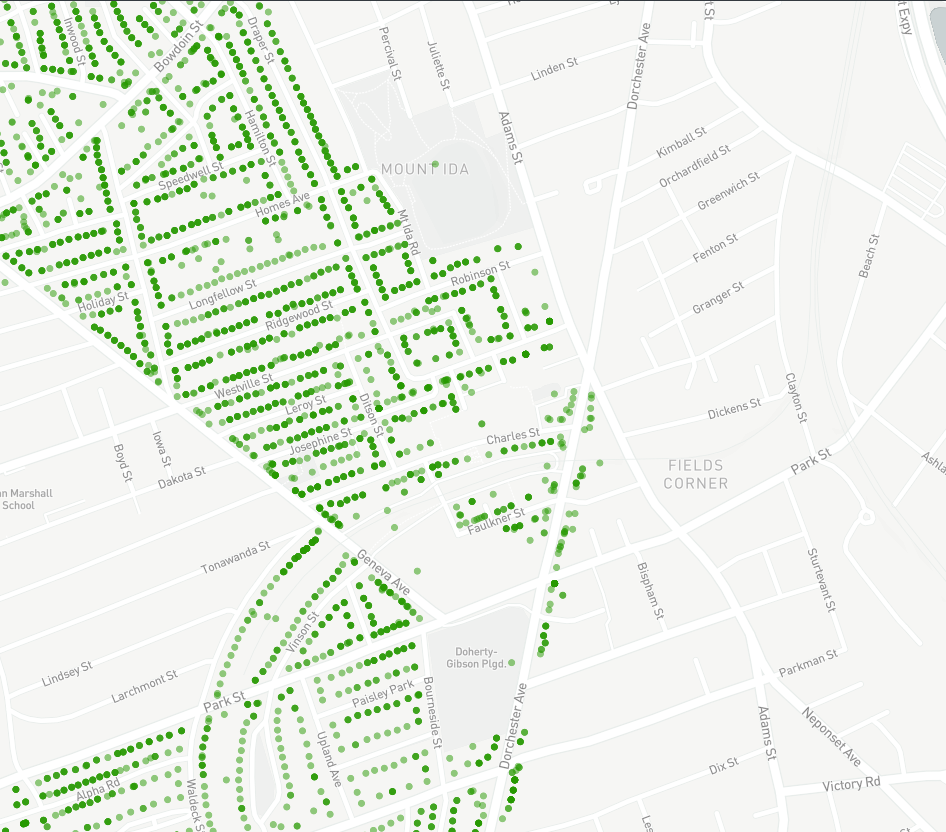 Inwood St
Bowdoin St
Draper St
Percival St
Juliette St
Linden St
Dorchester Ave
Adams St
Hamilton St
MOUNT IDA
Kimball St
Orchardfield St
Greenwich St
Speedwell St
Homes Ave
Mt Ida Rd
Fenton St
Beach St
Robinson St
Granger St
Holiday St
Longfellow St
Ridgewood St
Westville St
Leroy St
Ditson St
Clayton St
Dickens St
Josephine St
Charles St
Boyd St
Iowa St
Dakota St
FIELDS
CORNER
Park St
an Marshall
School
Faulkner St
Tonawanda St
Geneva Ave
Bispham St
Sturtevant St
Vinson St
Doherty-
Gibson Plgd.
Lindsey St
Larchmont St
Parkman St
Park St
Paisley Park
Bourneside St
Dorchester Ave
Upland Ave
Adams St
Neponset Ave
Dix St
Alpha Rd
Waldeck S
Victory Rd